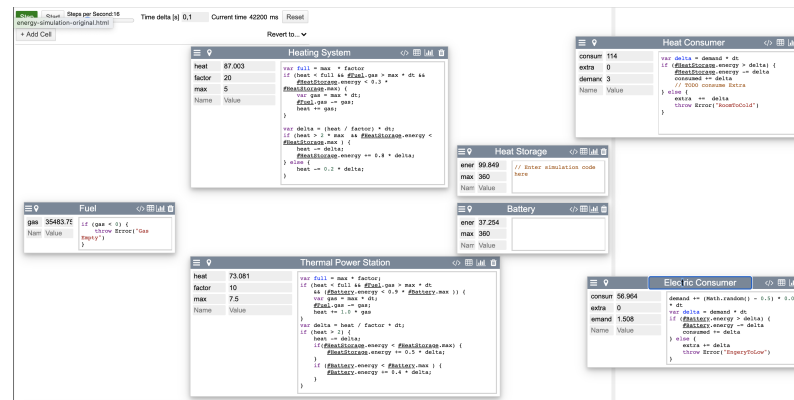 Stop
Start
Steps per Second:16
Time delta [s] 0,1
Current time 42200 ms
Reset
energy-simulation-original.html
+ Add Cell
Revert to...
Heating System
heat 87.003
factor 20
max 5
Name Value
var full = max * factor
if (heat < full && #Fuel.gas > max * dt &&
#HeatStorage.energy < 0.3 *
#HeatStorage.max) {
var gas = max * dt;
#Fuel.gas -= gas;
heat += gas;
}
var delta = (heat / factor) * dt;
if (heat > 2 * max && #HeatStorage.energy <
#HeatStorage.max ) {
heat -= delta;
#HeatStorage.energy += 0.8 * delta;
} else {
heat -= 0.2 * delta;
}
Heat Consumer
consum 114
extra 0
demand 3
Name Value
var delta = demand * dt
if (#HeatStorage.energy > delta) {
#HeatStorage.energy -= delta
consumed += delta
// TODO consume Extra
} else {
extra += delta
throw Error("RoomToCold")
}
Heat Storage
ener 99.849
max 360
Nam Value
// Enter simulation code
here
Fuel
gas 35483.75
Nam Value
if (gas < 0) {
throw Error("Gas
Empty")
}
Battery
ener 37.254
max 360
Nam Value
Thermal Power Station
heat 73.081
factor 10
max 7.5
Name Value
var full = max * factor;
if (heat < full && #Fuel.gas > max * dt
&& (#Battery.energy < 0.9 * #Battery.max )) {
var gas = max * dt;
#Fuel.gas -= gas;
heat += 1.0 * gas
}
var delta = heat / factor * dt;
if (heat > 2) {
heat -= delta;
if(#HeatStorage.energy < #HeatStorage.max) {
#HeatStorage.energy += 0.5 * delta;
}
if (#Battery.energy < #Battery.max ) {
#Battery.energy += 0.4 * delta;
}
}
Electric Consumer
consum 56.964
extra 0
emand 1.508
Name Value
demand += (Math.random() - 0.5) * 0.0
* dt
var delta = demand * dt
if (#Battery.energy > delta) {
#Battery.energy -= delta
consumed += delta
} else {
extra += delta
throw Error("EngeryToLow")
}